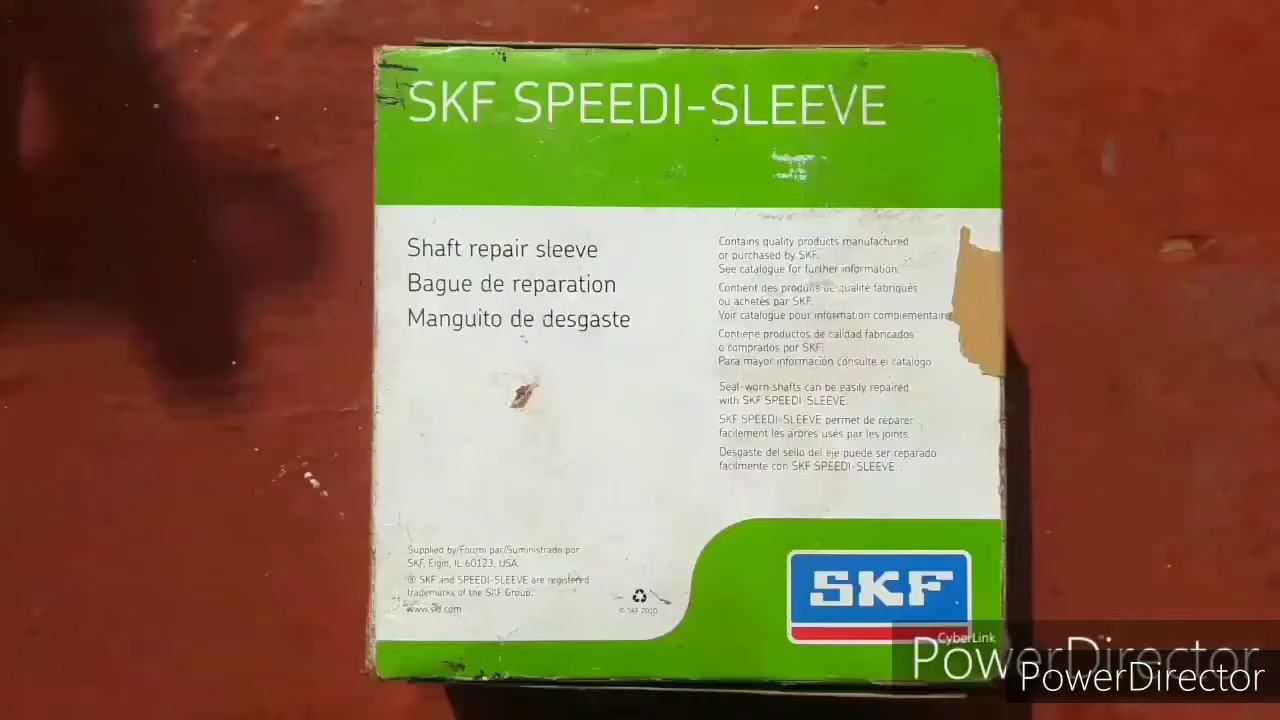 SKF SPEEDI-SLEEVE
Shaft repair sleeve
Bague de reparation
Manguito de desgaste
Contains quality products manufactured
or purchased by SKF.
See catalogue for further information.
Contient des produits de qualité fabriqués
ou achetés par SKF.
Voir catalogue pour information complementaire
Contiene productos de calidad fabricados
o comprados por SKF.
Para mayor información consulte el catalogo
Seal-worn shafts can be easily repaired
with SKF SPEEDI-SLEEVE.
SKF SPEEDI-SLEEVE permet de réparer
facilement les arbres usés par les joints.
Desgaste del sello del eje puede ser reparado
facilmente con SKF SPEEDI-SLEEVE.
Supplied by/Fourni par/Suministrado por
SKF, Elgin, IL 60123, USA.
® SKF and SPEEDI-SLEEVE are registered
trademarks of the SKF Group.
www.skf.com
© SKF 2010
SKF
CyberLink
PowerDirector
PowerDirector